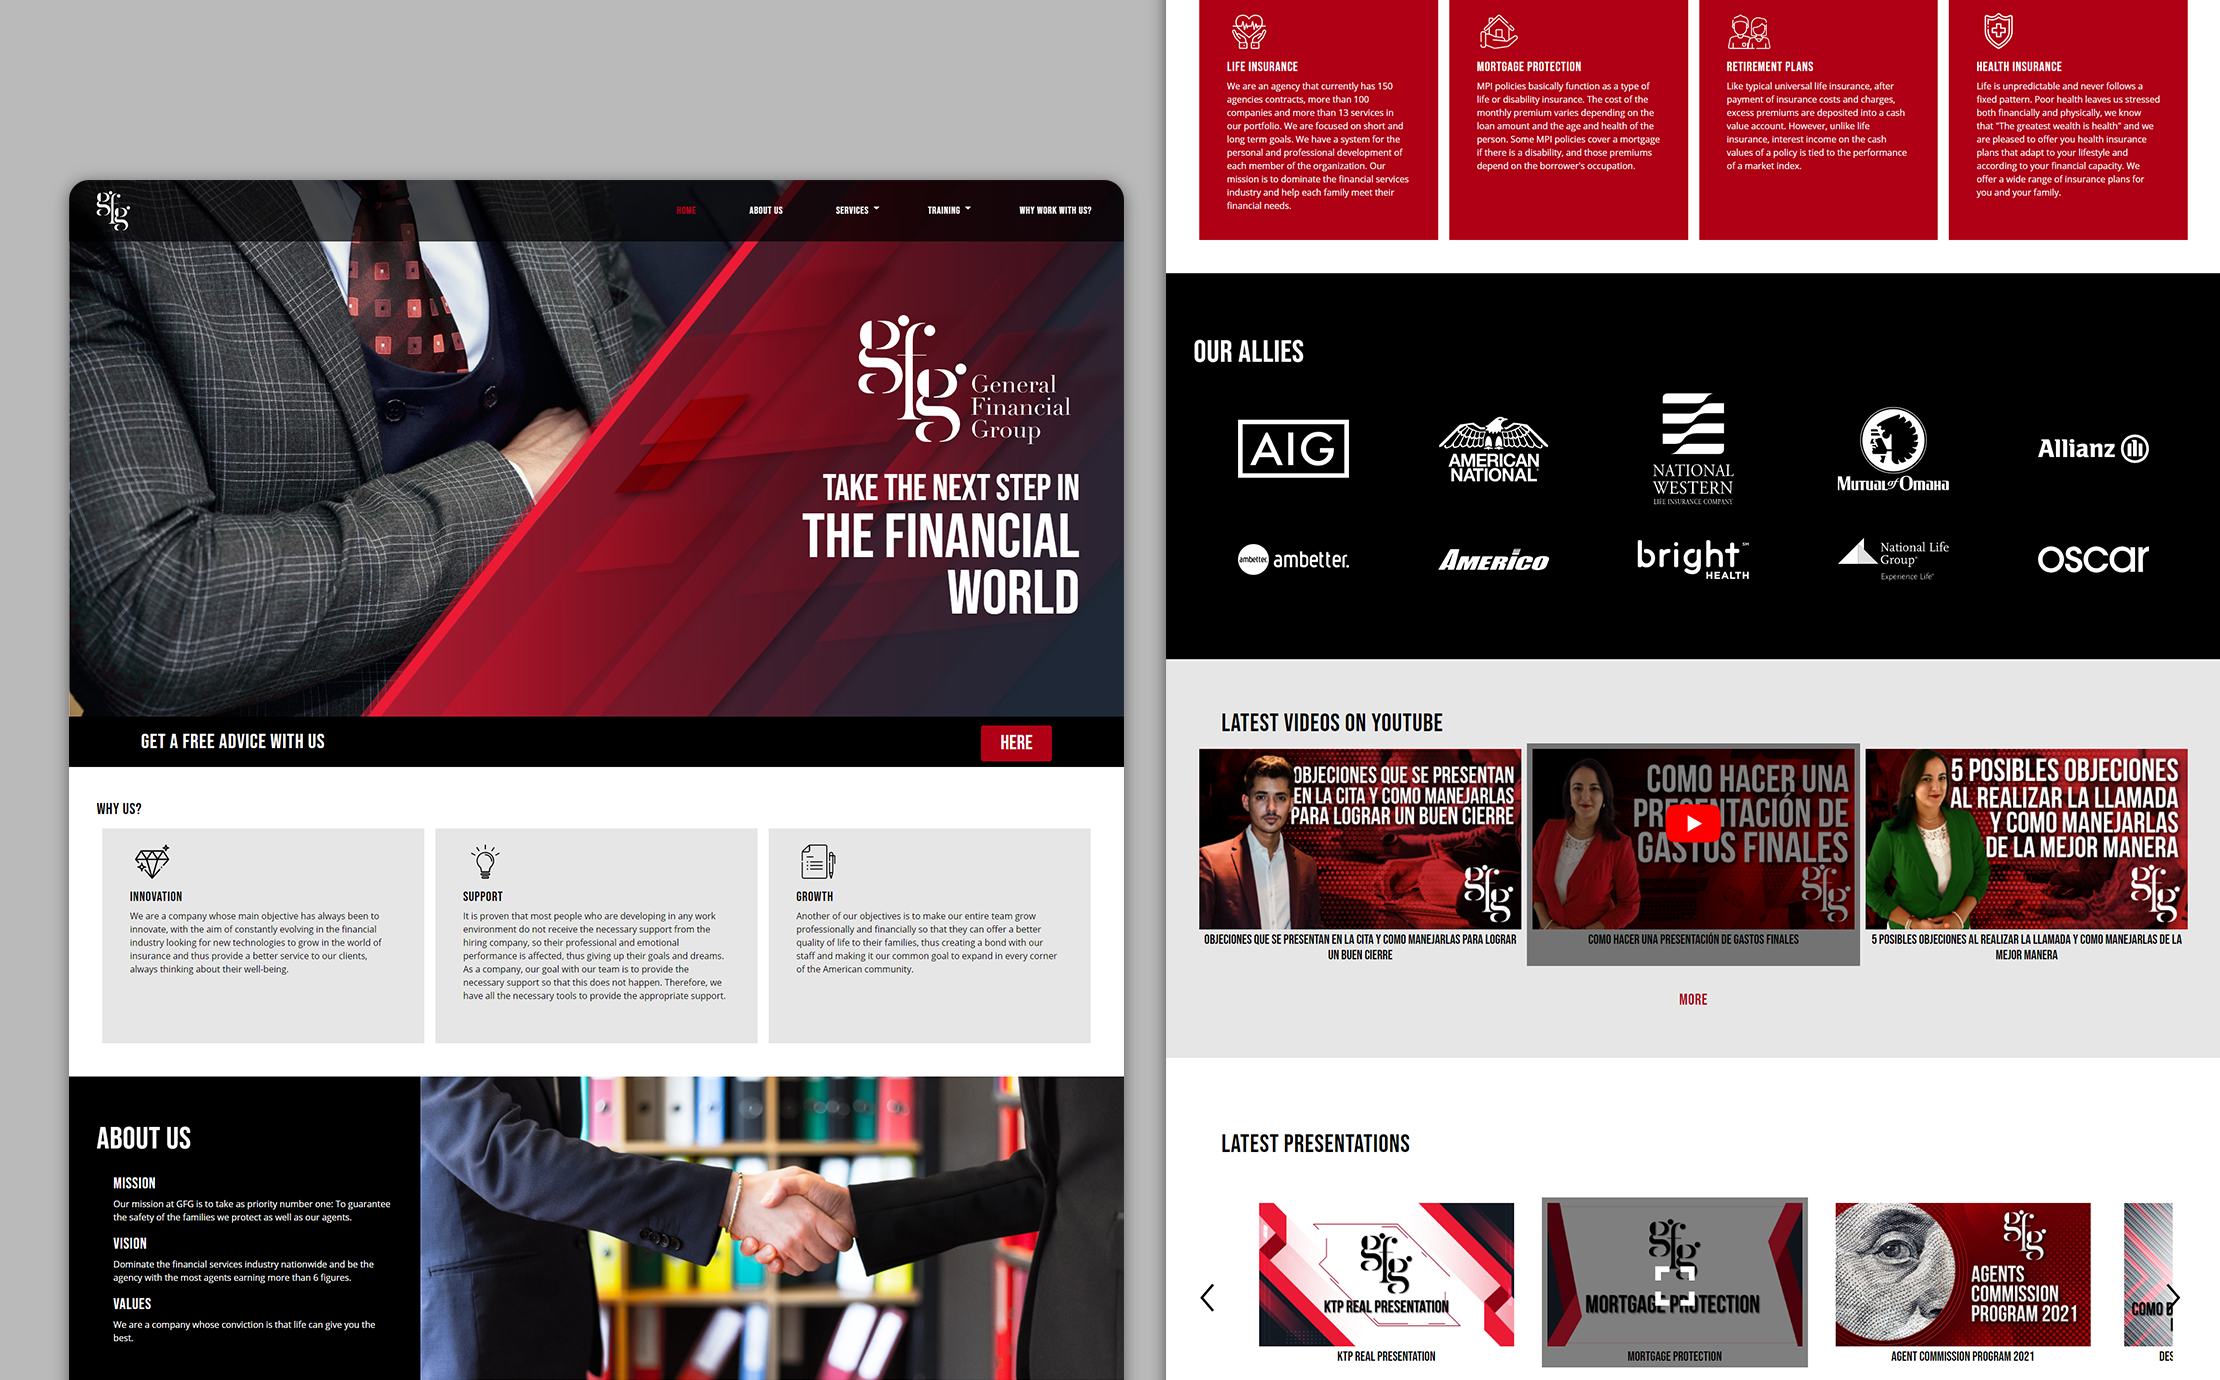 gfg
HOME
ABOUT US
SERVICES
TRAINING
WHY WORK WITH US?
gfg
General
Financial
Group
TAKE THE NEXT STEP IN
THE FINANCIAL
WORLD
GET A FREE ADVICE WITH US
HERE
WHY US?
INNOVATION
We are a company whose main objective has always been to
innovate, with the aim of constantly evolving in the financial
industry looking for new technologies to grow in the world of
insurance and thus provide a better service to our clients,
always thinking about their well-being.
SUPPORT
It is proven that most people who are developing in any work
environment do not receive the necessary support from the
hiring company, so their professional and emotional
performance is affected, thus giving up their goals and dreams.
As a company, our goal with our team is to provide the
necessary support so that this does not happen. Therefore, we
have all the necessary tools to provide the appropriate support.
GROWTH
Another of our objectives is to make our entire team grow
professionally and financially so that they can offer a better
quality of life to their families, thus creating a bond with our
staff and making it our common goal to expand in every corner
of the American community.
ABOUT US
MISSION
Our mission at GFG is to take as priority number one: To guarantee
the safety of the families we protect as well as our agents.
VISION
Dominate the financial services industry nationwide and be the
agency with the most agents earning more than 6 figures.
VALUES
We are a company whose conviction is that life can give you the
best.
LIFE INSURANCE
We are an agency that currently has 150
agencies contracts, more than 100
companies and more than 13 services in
our portfolio. We are focused on short and
long term goals. We have a system for the
personal and professional development of
each member of the organization. Our
mission is to dominate the financial services
industry and help each family meet their
financial needs.
MORTGAGE PROTECTION
MPI policies basically function as a type of
life or disability insurance. The cost of the
monthly premium varies depending on the
loan amount and the age and health of the
person. Some MPI policies cover a mortgage
if there is a disability, and those premiums
depend on the borrower's occupation.
RETIREMENT PLANS
Like typical universal life insurance, after
payment of insurance costs and charges,
excess premiums are deposited into a cash
value account. However, unlike life
insurance, interest income on the cash
values of a policy is tied to the performance
of a market index.
HEALTH INSURANCE
Life is unpredictable and never follows a
fixed pattern. Poor health leaves us stressed
both financially and physically, we know
that "The greatest wealth is health" and we
are pleased to offer you health insurance
plans that adapt to your lifestyle and
according to your financial capacity. We
offer a wide range of insurance plans for
you and your family.
OUR ALLIES
AIG
AMERICAN
NATIONAL
NATIONAL
WESTERN
LIFE INSURANCE COMPANY
MUTUAL of OMAHA
Allianz
ambetter.
ambetter.
AMERICO
bright℠
HEALTH
National Life
Group®
Experience Life®
oscar
LATEST VIDEOS ON YOUTUBE
OBJECIONES QUE SE PRESENTAN
EN LA CITA Y COMO MANEJARLAS
PARA LOGRAR UN BUEN CIERRE
gfg
OBJECIONES QUE SE PRESENTAN EN LA CITA Y COMO MANEJARLAS PARA LOGRAR
UN BUEN CIERRE
COMO HACER UNA
PRESENTACIÓN DE
GASTOS FINALES
gfg
COMO HACER UNA PRESENTACIÓN DE GASTOS FINALES
5 POSIBLES OBJECIONES
AL REALIZAR LA LLAMADA
Y COMO MANEJARLAS
DE LA MEJOR MANERA
gfg
5 POSIBLES OBJECIONES AL REALIZAR LA LLAMADA Y COMO MANEJARLAS DE LA
MEJOR MANERA
MORE
LATEST PRESENTATIONS
gfg
KTP REAL PRESENTATION
KTP REAL PRESENTATION
gfg
MORTGAGE PROTECTION
MORTGAGE PROTECTION
gfg
AGENTS
COMMISSION
PROGRAM 2021
AGENT COMMISSION PROGRAM 2021
COMO
DES